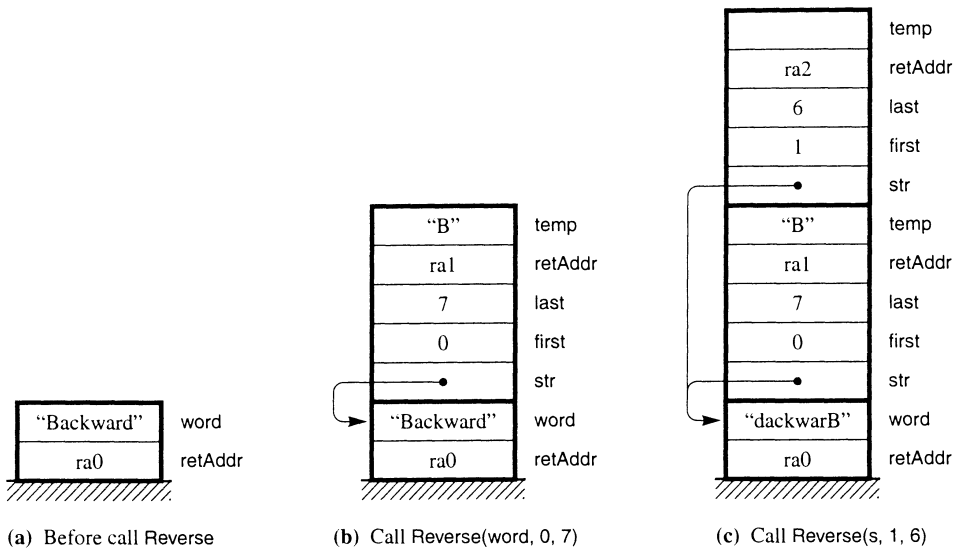 “Backward” word
ra0 retAddr
(a) Before call Reverse
“B” temp
ra1 retAddr
7 last
0 first
str
“Backward” word
ra0 retAddr
(b) Call Reverse(word, 0, 7)
temp
ra2 retAddr
6 last
1 first
str
“B” temp
ra1 retAddr
7 last
0 first
str
“dackwarB” word
ra0 retAddr
(c) Call Reverse(s, 1, 6)